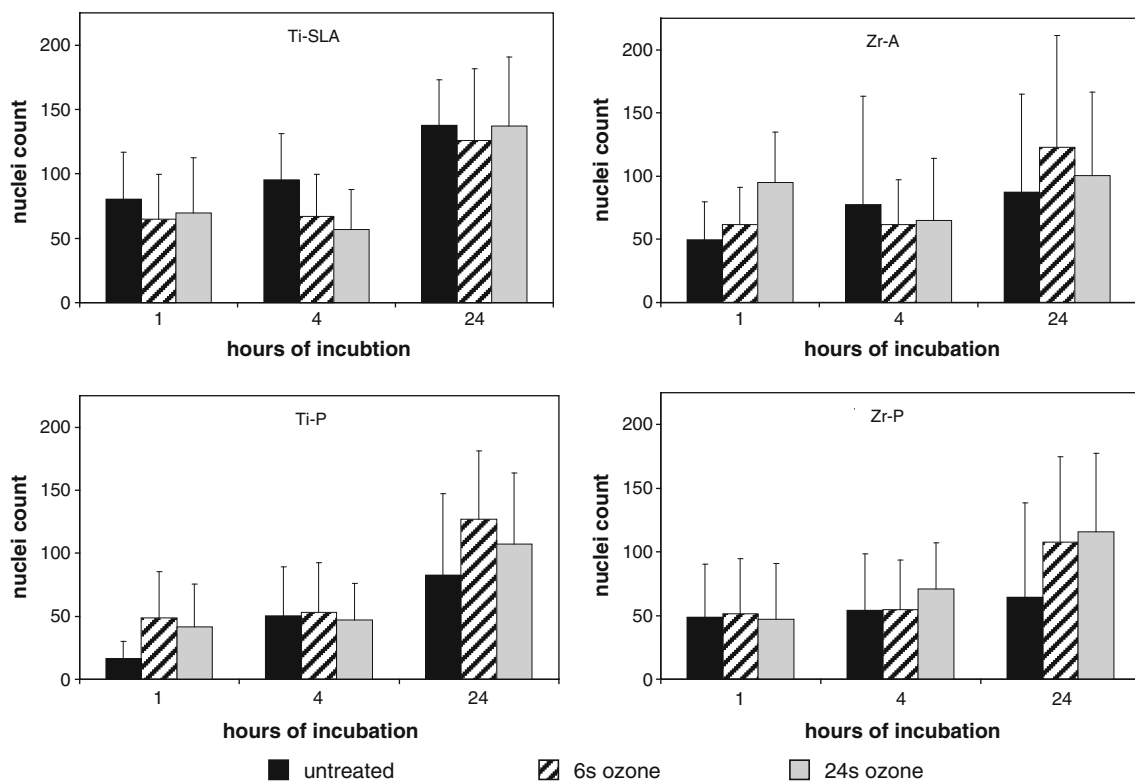 Ti-SLA
nuclei count
200
150
100
50
0
1 4 24
hours of incubtion
Zr-A
nuclei count
200
150
100
50
0
1 4 24
hours of incubation
Ti-P
nuclei count
200
150
100
50
0
1 4 24
hours of incubation
Zr-P
nuclei count
200
150
100
50
0
1 4 24
hours of incubation
untreated 6s ozone 24s ozone